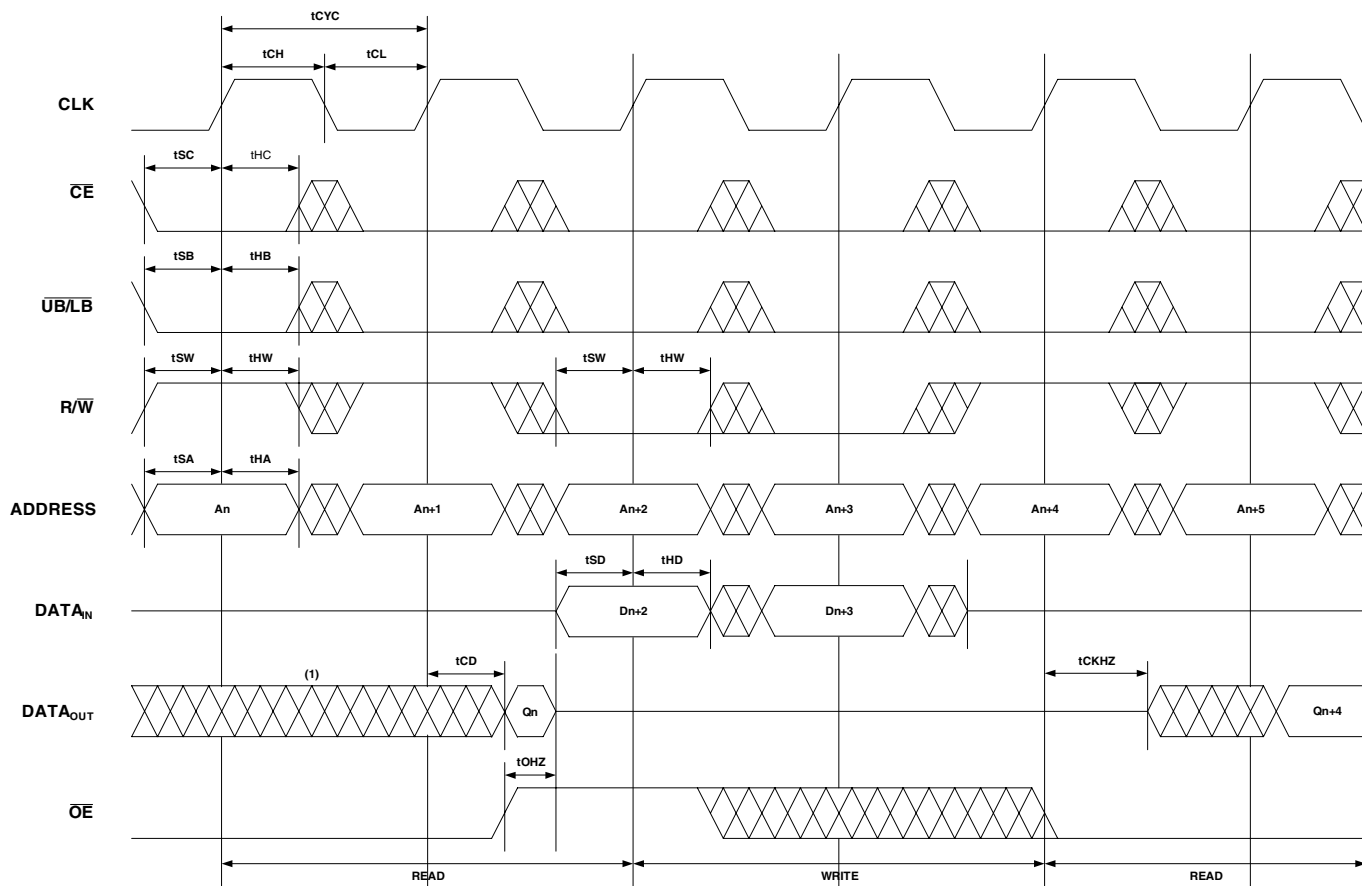 tCYC
tCH tCL
CLK
tSC tHC
CE
tSB tHB
UB/LB
tSW tHW tSW tHW
R/W
tSA tHA
ADDRESS An An+1 An+2 An+3 An+4 An+5
tSD tHD
DATAIN Dn+2 Dn+3
(1) tCD tCKHZ
DATAOUT Qn Qn+4
tOHZ
OE
READ WRITE READ